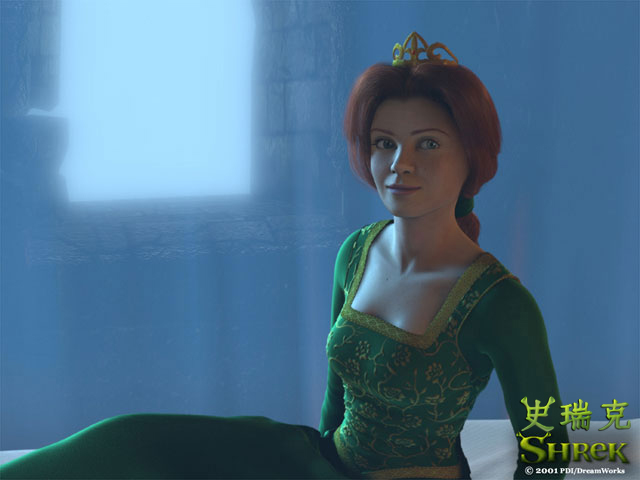 史瑞克
SHREK
© 2001 PDI/DreamWorks